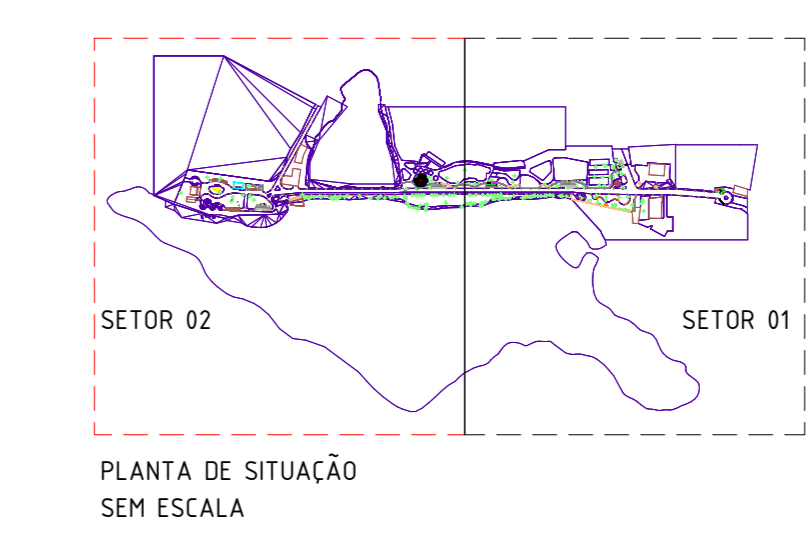 SETOR 02
SETOR 01
PLANTA DE SITUAÇÃO
SEM ESCALA